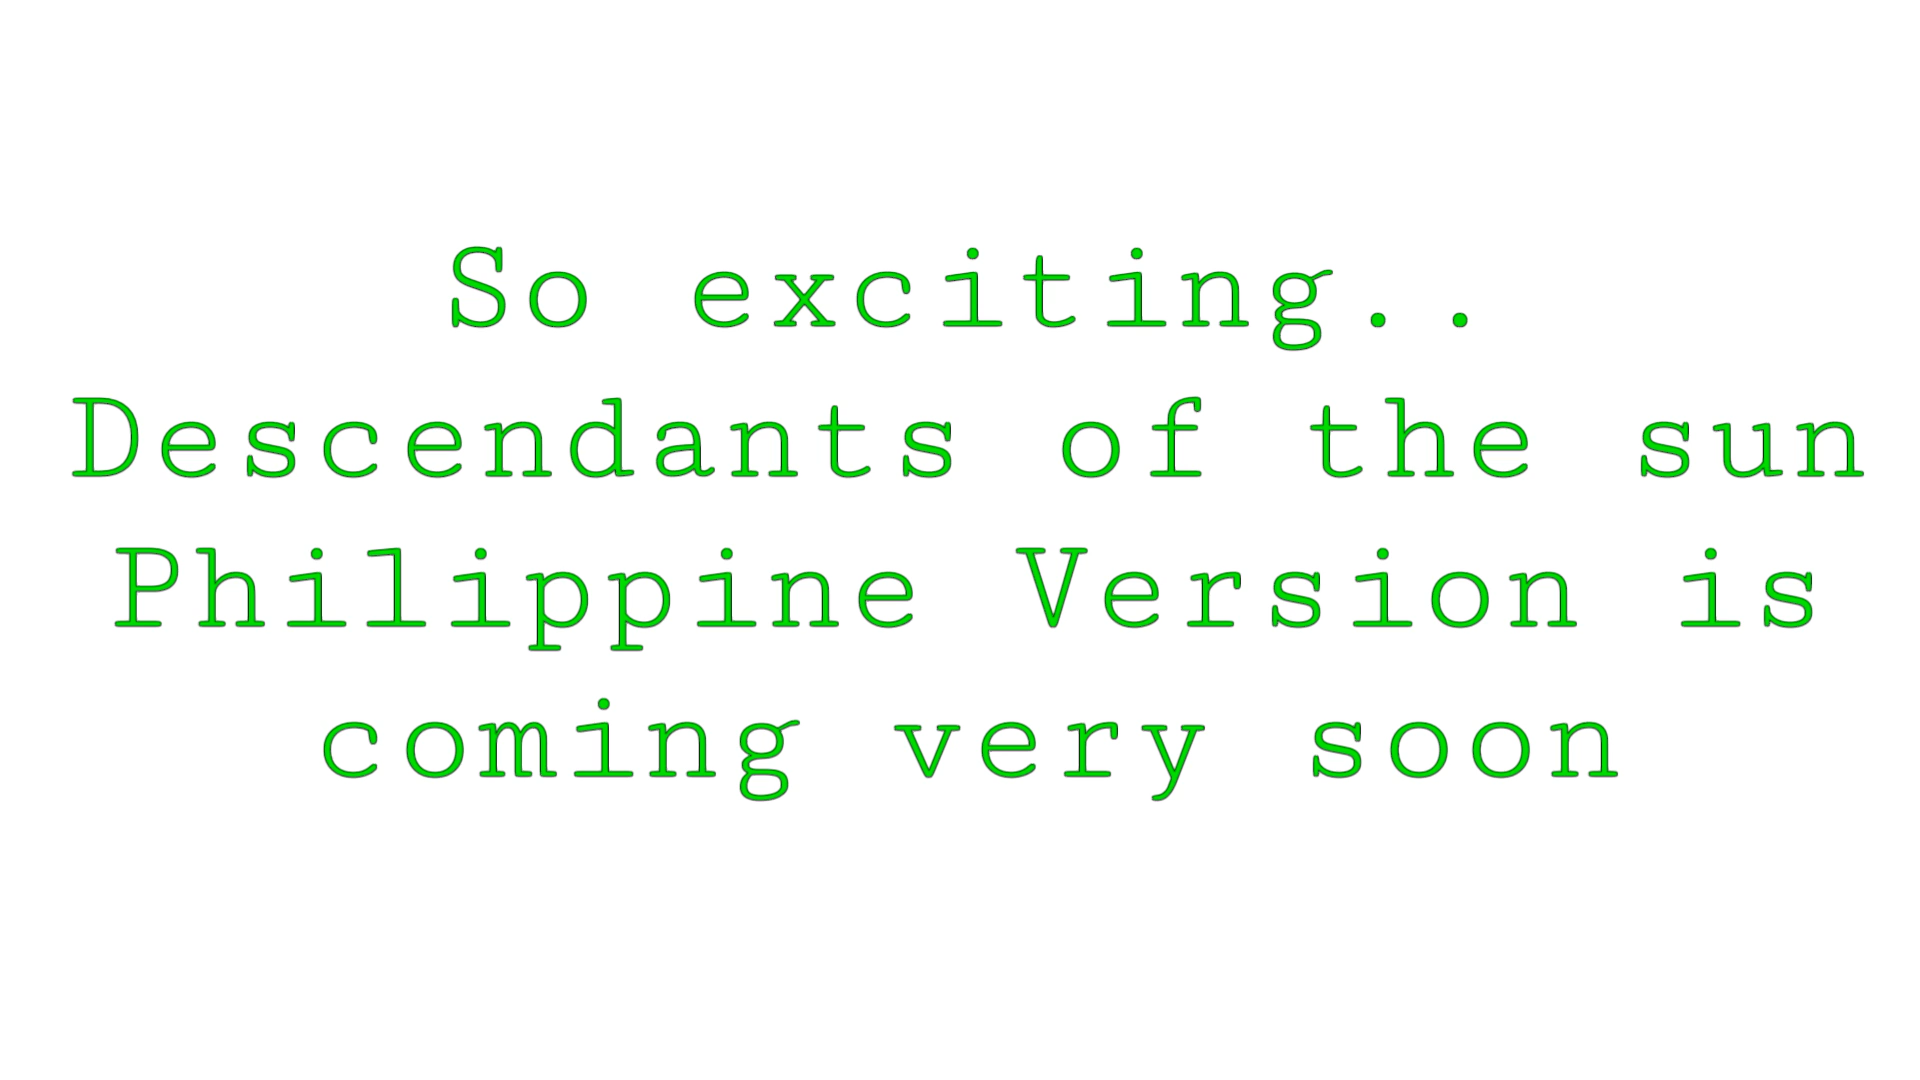 So exciting..
Descendants of the sun
Philippine Version is
coming very soon